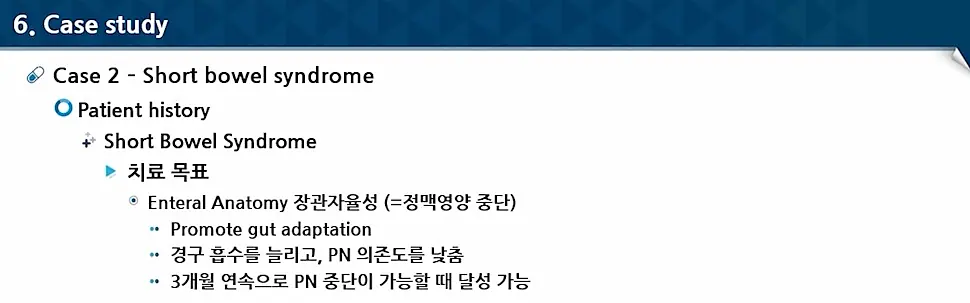 6. Case study
Case 2 - Short bowel syndrome
Patient history
Short Bowel Syndrome
치료 목표
Enteral Anatomy 장관자율성 (=정맥영양 중단)
Promote gut adaptation
경구 흡수를 늘리고, PN 의존도를 낮춤
3개월 연속으로 PN 중단이 가능할 때 달성 가능